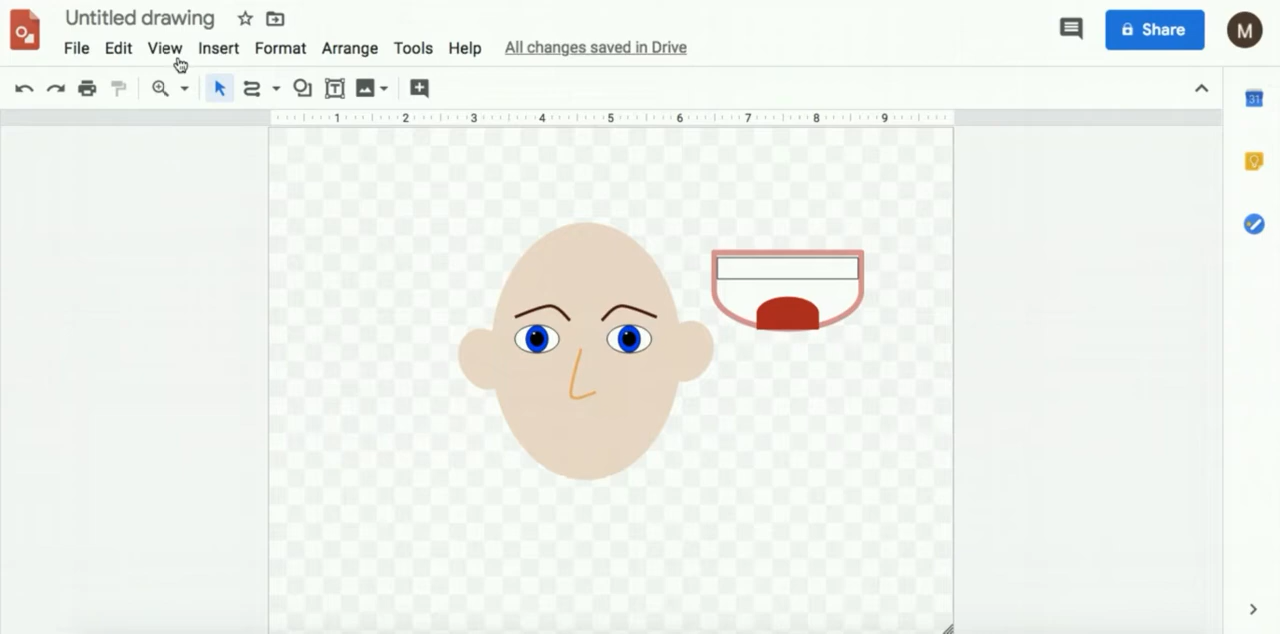 Untitled drawing
File Edit View Insert Format Arrange Tools Help All changes saved in Drive
Share
M
1 2 3 4 5 6 7 8 9
31